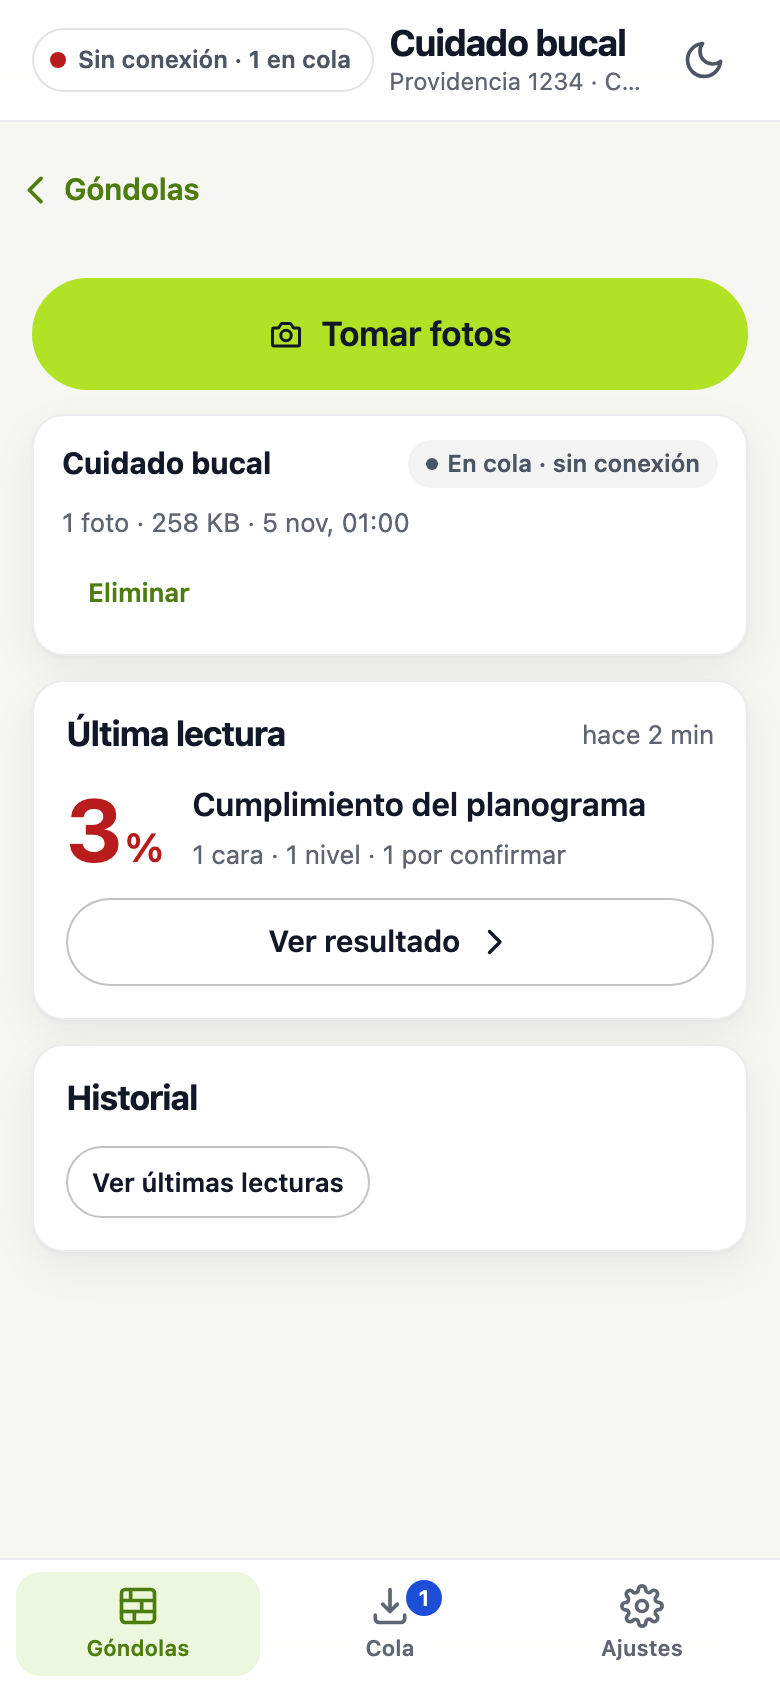 Sin conexión · 1 en cola
Cuidado bucal
Providencia 1234 · C...
Góndolas
Tomar fotos
Cuidado bucal
En cola · sin conexión
1 foto · 258 KB · 5 nov, 01:00
Eliminar
Última lectura
hace 2 min
3%
Cumplimiento del planograma
1 cara · 1 nivel · 1 por confirmar
Ver resultado
Historial
Ver últimas lecturas
Góndolas
1
Cola
Ajustes